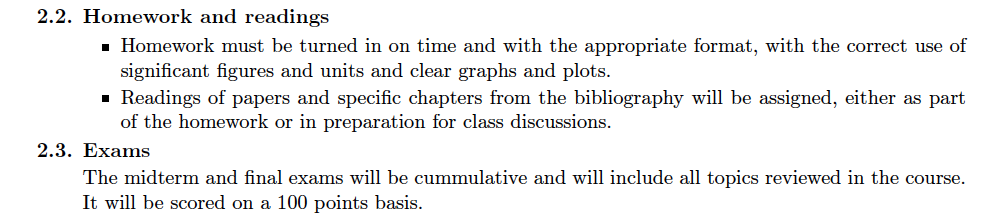 2.2. Homework and readings
▪ Homework must be turned in on time and with the appropriate format, with the correct use of
significant figures and units and clear graphs and plots.
▪ Readings of papers and specific chapters from the bibliography will be assigned, either as part
of the homework or in preparation for class discussions.
2.3. Exams
The midterm and final exams will be cummulative and will include all topics reviewed in the course.
It will be scored on a 100 points basis.